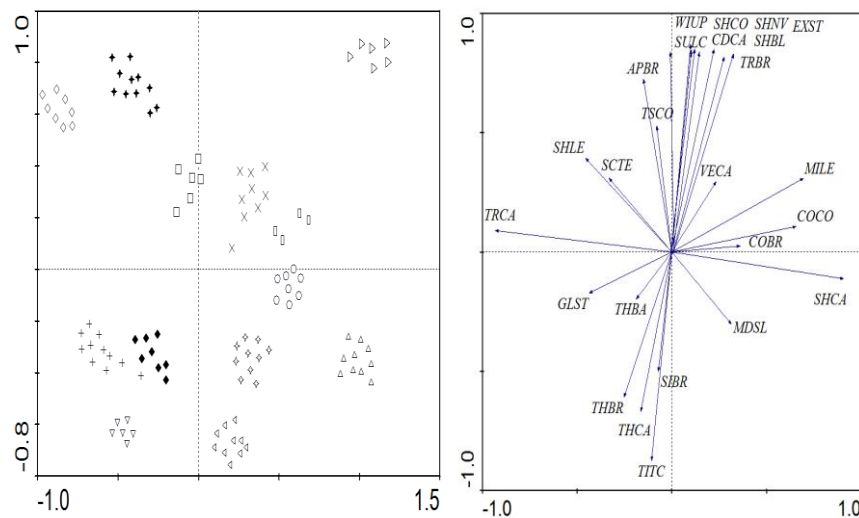 1.0
-0.8
-1.0 1.5
WIUP SHCO SHNV EXST
SULC CDCA SHBL
APBR TRBR
TSCO
SHLE
SCTE VECA MILE
TRCA COCO
COBR
GLST SHCA
THBA
MDSL
SIBR
THBR
THCA
TITC
1.0
-1.0
-1.0 1.0